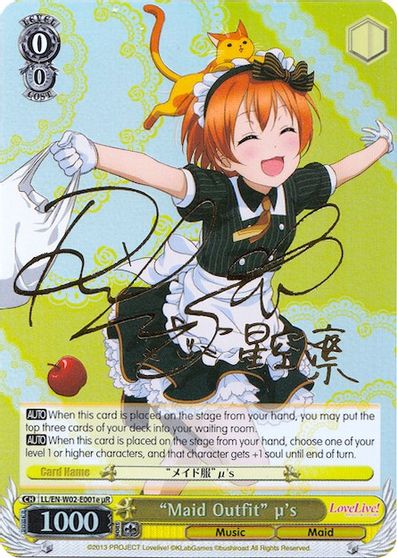 LEVEL
0
0
COST
星空凛
AUTO When this card is placed on the stage from your hand, you may put the
top three cards of your deck into your waiting room.
AUTO When this card is placed on the stage from your hand, choose one of your
level 1 or higher characters, and that character gets +1 soul until end of turn.
Card Name
"メイド服" μ's
CH LL/EN-W02-E001e μR
1000
"Maid Outfit" μ's
LoveLive!
Music
Maid
©2013 PROJECT Lovelive! ©KLabGames ©bushiroad All Rights Reserved.